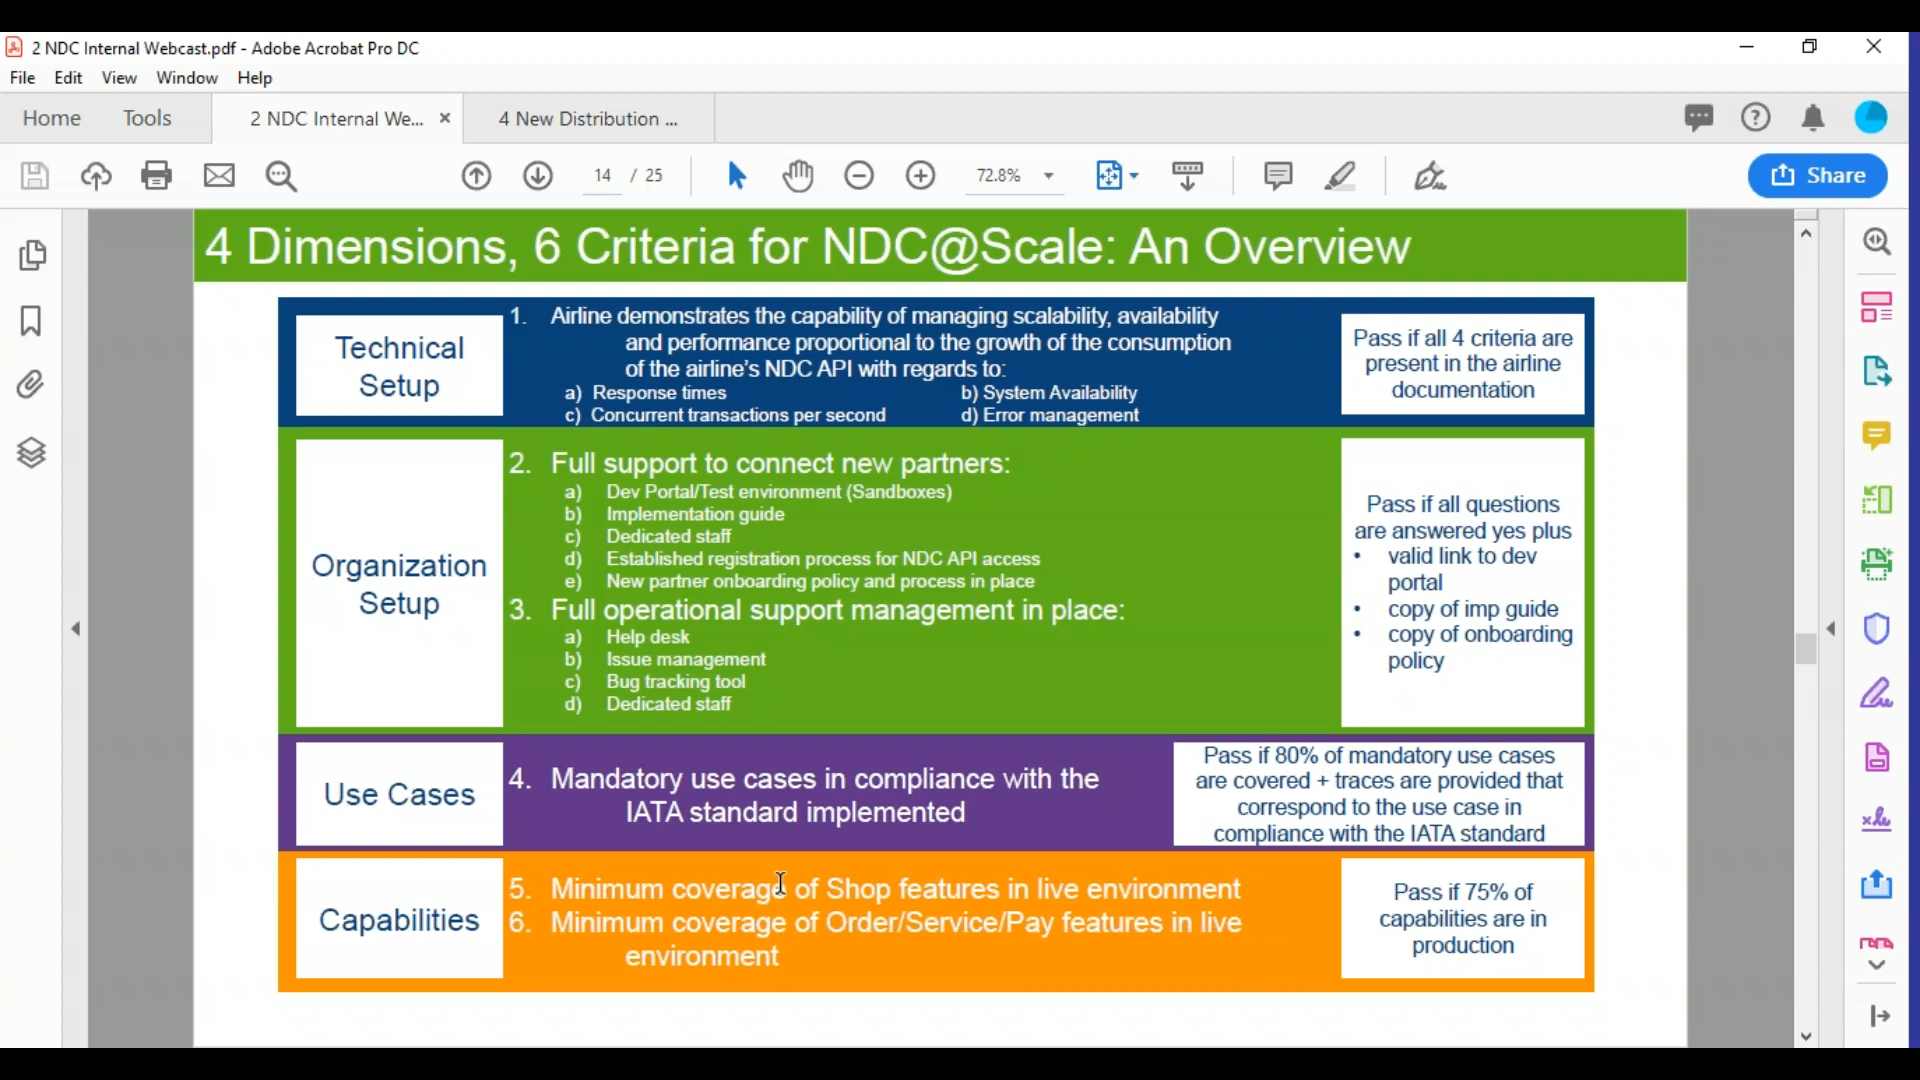 2 NDC Internal Webcast.pdf - Adobe Acrobat Pro DC
File Edit View Window Help
Home Tools 2 NDC Internal We... × 4 New Distribution ...
14 / 25 72.8% Share
4 Dimensions, 6 Criteria for NDC@Scale: An Overview
Technical
Setup
1. Airline demonstrates the capability of managing scalability, availability
and performance proportional to the growth of the consumption
of the airline's NDC API with regards to:
a) Response times b) System Availability
c) Concurrent transactions per second d) Error management
Pass if all 4 criteria are
present in the airline
documentation
Organization
Setup
2. Full support to connect new partners:
a) Dev Portal/Test environment (Sandboxes)
b) Implementation guide
c) Dedicated staff
d) Established registration process for NDC API access
e) New partner onboarding policy and process in place
3. Full operational support management in place:
a) Help desk
b) Issue management
c) Bug tracking tool
d) Dedicated staff
Pass if all questions
are answered yes plus
• valid link to dev
portal
• copy of imp guide
• copy of onboarding
policy
Use Cases
4. Mandatory use cases in compliance with the
IATA standard implemented
Pass if 80% of mandatory use cases
are covered + traces are provided that
correspond to the use case in
compliance with the IATA standard
Capabilities
5. Minimum coverage of Shop features in live environment
6. Minimum coverage of Order/Service/Pay features in live
environment
Pass if 75% of
capabilities are in
production